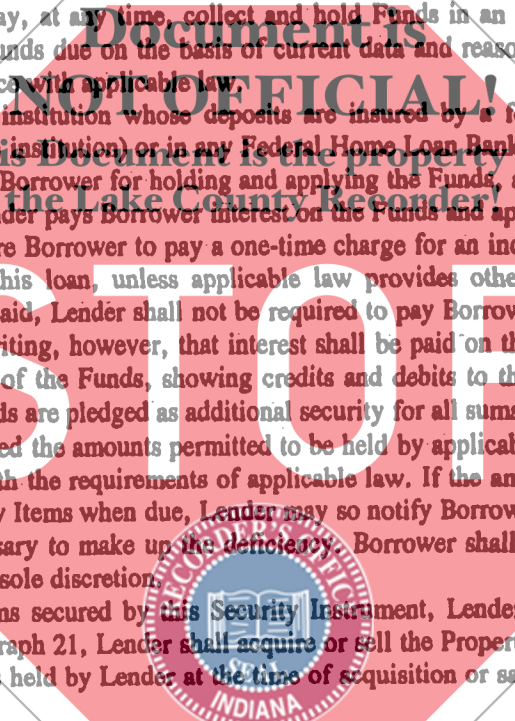 ay, at any time, collect and hold Funds in an
Document is
unds due on the basis of current data and reaso
ce with applicable law.
NOT OFFICIAL!
institution whose deposits are insured by a f
institution) or in any Federal Home Loan Bank
is Document is the property
Borrower for holding and applying the Funds, a
the Lake County Recorder!
der pays Borrower interest on the Funds and ap
re Borrower to pay a one-time charge for an ind
his loan, unless applicable law provides othe
STOP
aid, Lender shall not be required to pay Borrow
iting, however, that interest shall be paid on th
of the Funds, showing credits and debits to th
ds are pledged as additional security for all sums
ed the amounts permitted to be held by applicab
th the requirements of applicable law. If the am
y Items when due, Lender may so notify Borrow
sary to make up the deficiency. Borrower shall
sole discretion.
ms secured by this Security Instrument, Lende
raph 21, Lender shall acquire or sell the Propert
s held by Lender at the time of acquisition or sa
RECORDER'S OFFIC
SEAL
INDIANA